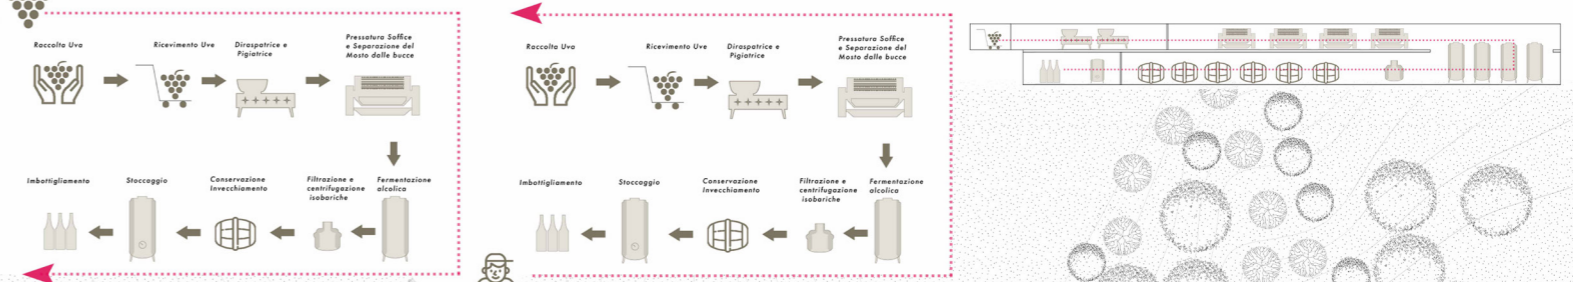 Raccolta Uva
Ricevimento Uve
Diraspatrice e
Pigiatrice
Pressatura Soffice
e Separazione del
Mosto dalle bucce
Imbottigliamento
Stoccaggio
Conservazione
Invecchiamento
Filtrazione e
centrifugazione
isobariche
Fermentazione
alcolica
Raccolta Uva
Ricevimento Uve
Diraspatrice e
Pigiatrice
Pressatura Soffice
e Separazione del
Mosto dalle bucce
Imbottigliamento
Stoccaggio
Conservazione
Invecchiamento
Filtrazione e
centrifugazione
isobariche
Fermentazione
alcolica